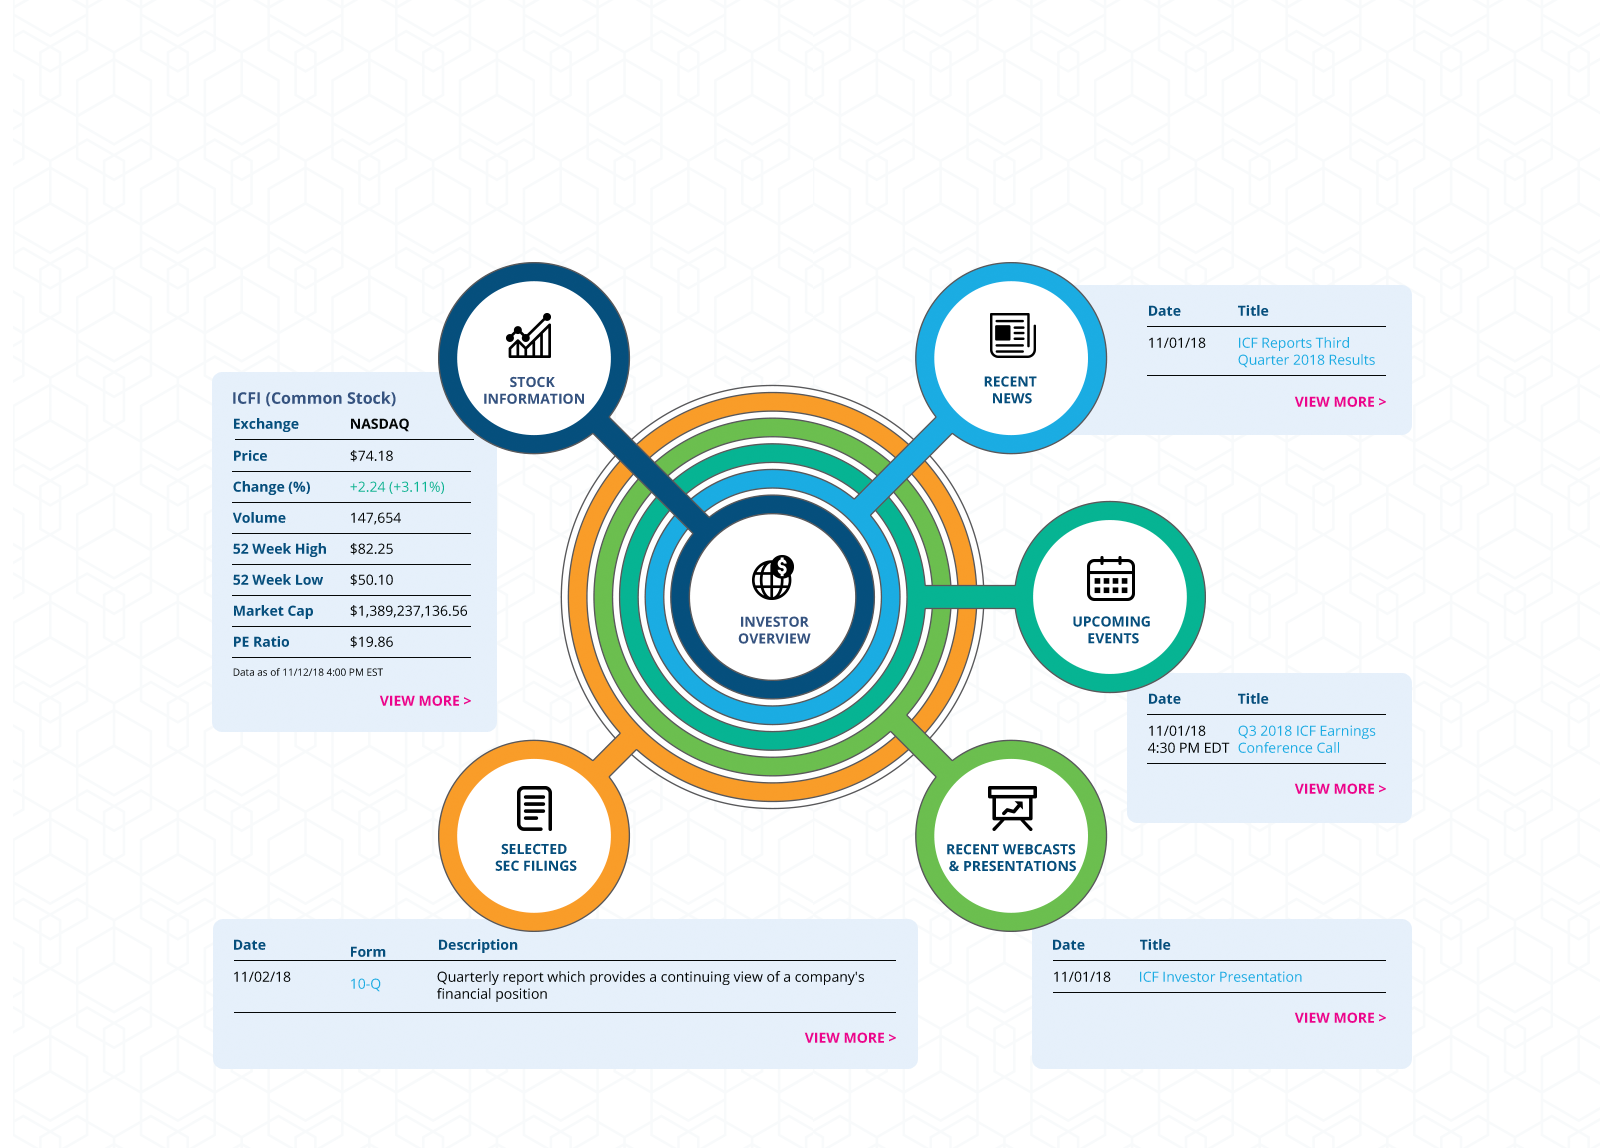 STOCK
INFORMATION
ICFI (Common Stock)
Exchange NASDAQ
Price $74.18
Change (%) +2.24 (+3.11%)
Volume 147,654
52 Week High $82.25
52 Week Low $50.10
Market Cap $1,389,237,136.56
PE Ratio $19.86
Data as of 11/12/18 4:00 PM EST
VIEW MORE >
RECENT
NEWS
Date Title
11/01/18 ICF Reports Third
Quarter 2018 Results
VIEW MORE >
INVESTOR
OVERVIEW
UPCOMING
EVENTS
Date Title
11/01/18 Q3 2018 ICF Earnings
4:30 PM EDT Conference Call
VIEW MORE >
SELECTED
SEC FILINGS
Date Form Description
11/02/18 10-Q Quarterly report which provides a continuing view of a company's
financial position
VIEW MORE >
RECENT WEBCASTS
& PRESENTATIONS
Date Title
11/01/18 ICF Investor Presentation
VIEW MORE >